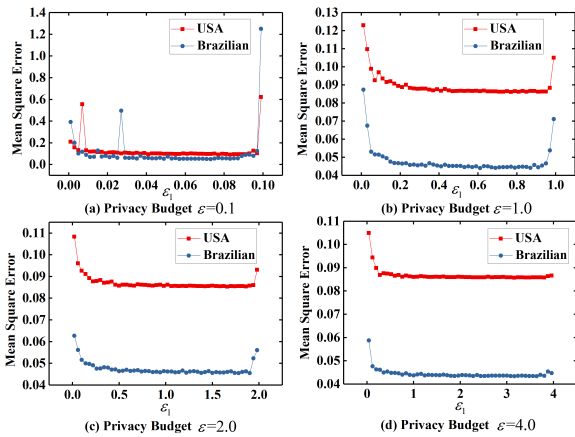 Mean Square Error
1.4
1.2
1.0
0.8
0.6
0.4
0.2
0.0
USA
Brazilian
0.00 0.02 0.04 0.06 0.08 0.10
ε1
(a) Privacy Budget ε=0.1
Mean Square Error
0.13
0.12
0.11
0.10
0.09
0.08
0.07
0.06
0.05
0.04
USA
Brazilian
0.0 0.2 0.4 0.6 0.8 1.0
ε1
(b) Privacy Budget ε=1.0
Mean Square Error
0.11
0.10
0.09
0.08
0.07
0.06
0.05
0.04
USA
Brazilian
0.0 0.5 1.0 1.5 2.0
ε1
(c) Privacy Budget ε=2.0
Mean Square Error
0.11
0.10
0.09
0.08
0.07
0.06
0.05
0.04
USA
Brazilian
0 1 2 3 4
ε1
(d) Privacy Budget ε=4.0